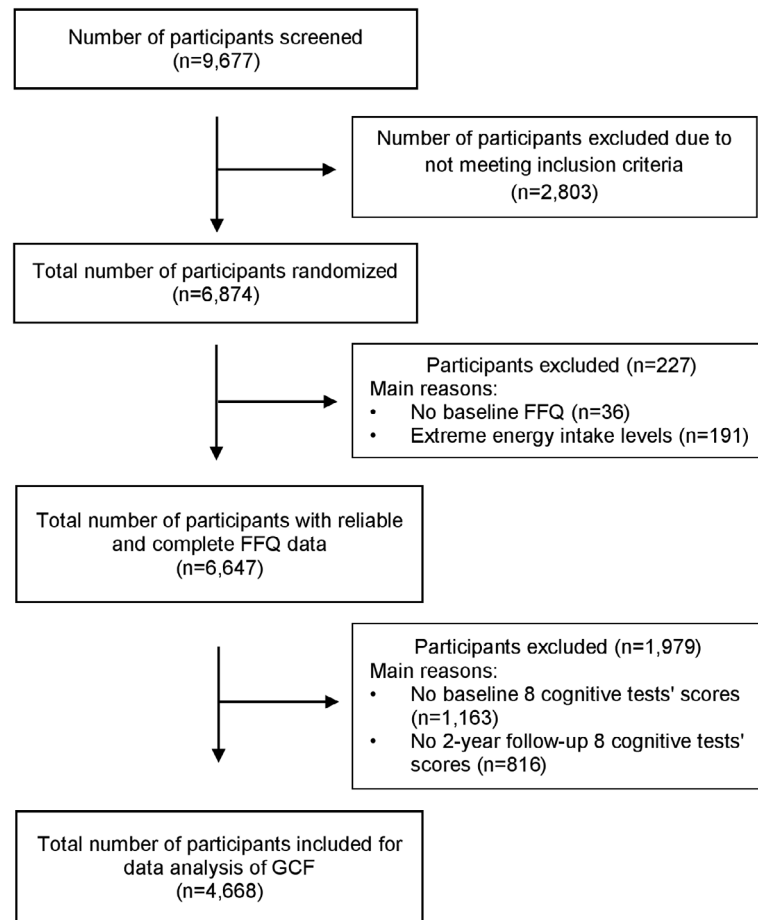 Number of participants screened
(n=9,677)
Number of participants excluded due to
not meeting inclusion criteria
(n=2,803)
Total number of participants randomized
(n=6,874)
Participants excluded (n=227)
Main reasons:
• No baseline FFQ (n=36)
• Extreme energy intake levels (n=191)
Total number of participants with reliable
and complete FFQ data
(n=6,647)
Participants excluded (n=1,979)
Main reasons:
• No baseline 8 cognitive tests' scores
(n=1,163)
• No 2-year follow-up 8 cognitive tests'
scores (n=816)
Total number of participants included for
data analysis of GCF
(n=4,668)